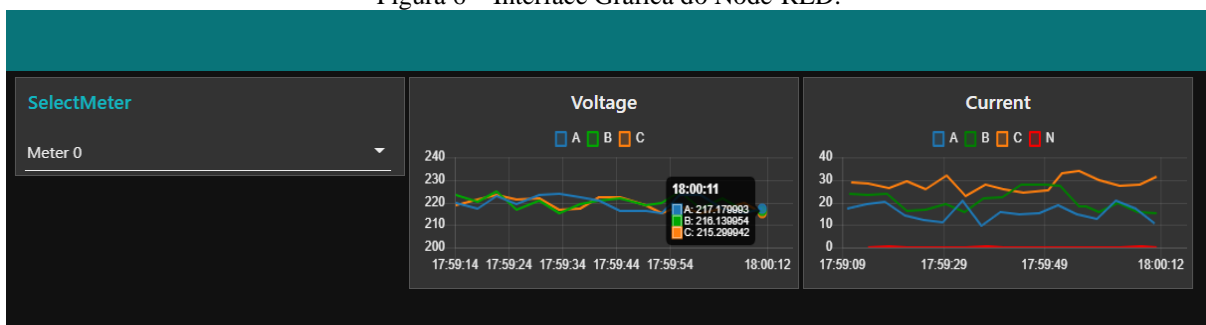 Figura 6 – Interface Gráfica do Node-RED.
SelectMeter
Meter 0
Voltage
A B C
240
230
220
210
200
18:00:11
A: 217.179993
B: 216.139954
C: 215.299942
17:59:14 17:59:24 17:59:34 17:59:44 17:59:54 18:00:12
Current
A B C N
40
30
20
10
0
17:59:09 17:59:29 17:59:49 18:00:12